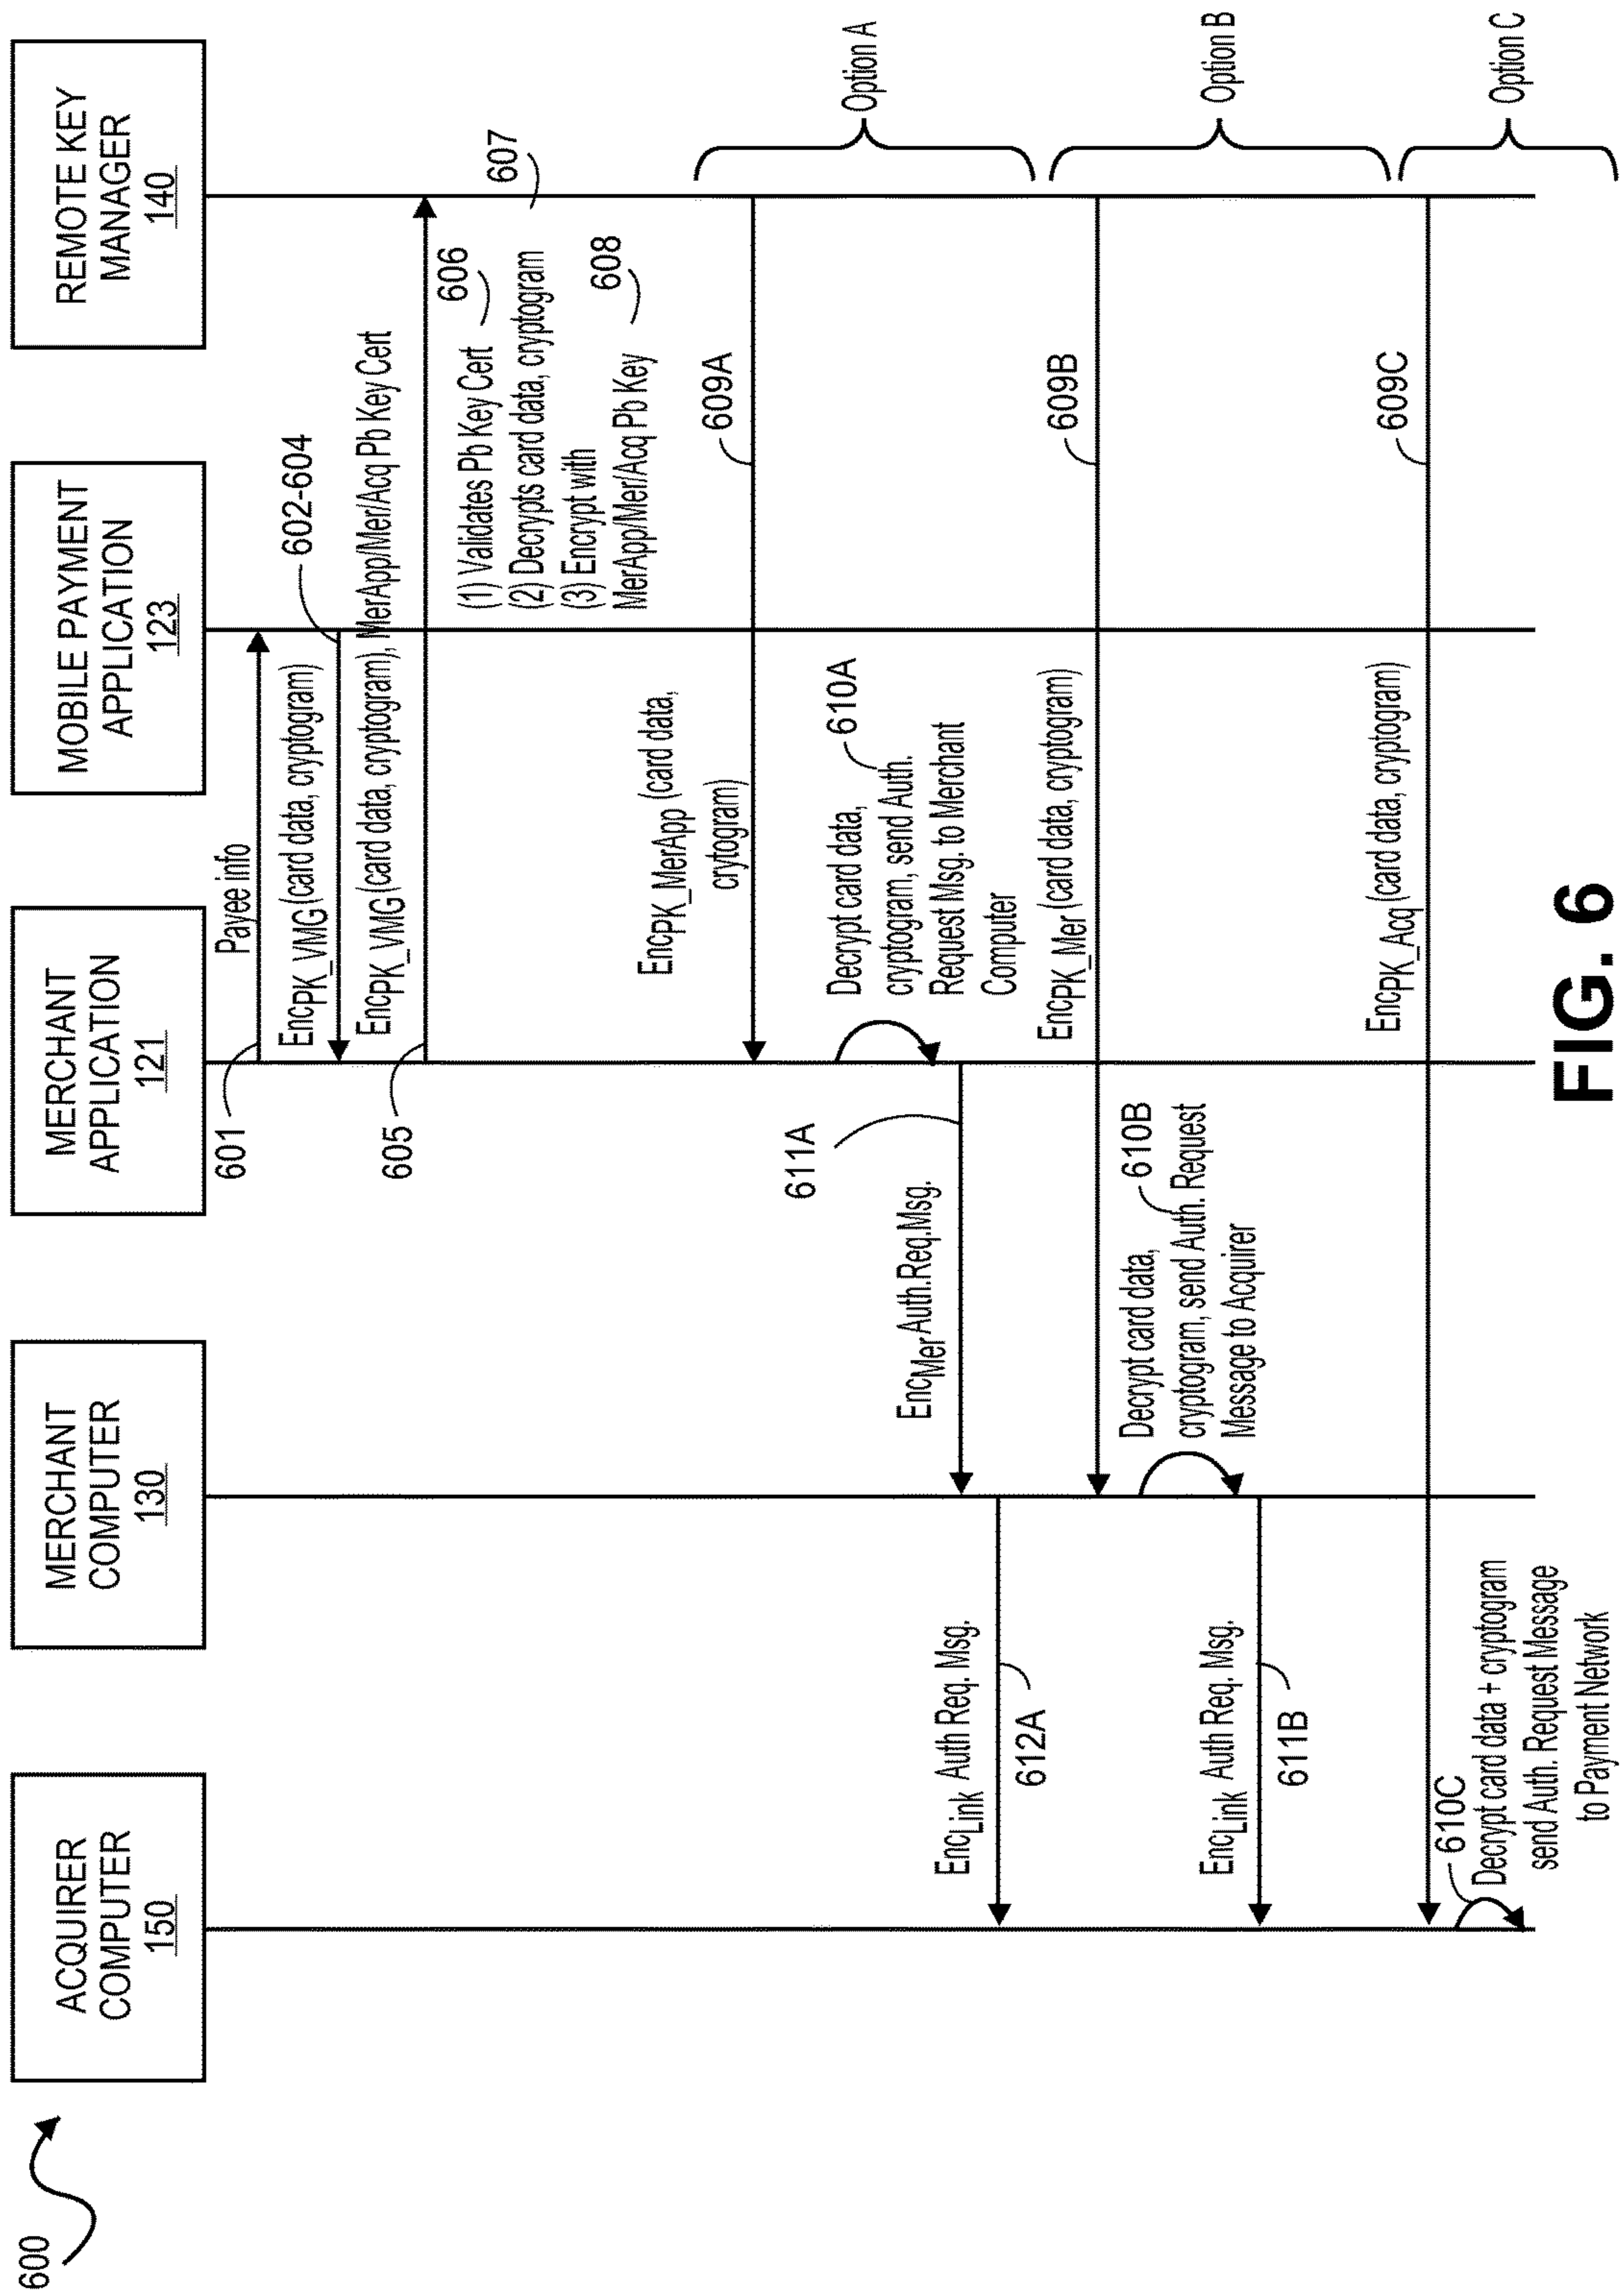 600
ACQUIRER
COMPUTER
150
MERCHANT
COMPUTER
130
MERCHANT
APPLICATION
121
MOBILE PAYMENT
APPLICATION
123
REMOTE KEY
MANAGER
140
601
Payee info
EncPK_VMG (card data, cryptogram)
602-604
605
EncPK_VMG (card data, cryptogram), MerApp/Mer/Acq Pb Key Cert
(1) Validates Pb Key Cert
606
(2) Decrypts card data, cryptogram
607
(3) Encrypt with
MerApp/Mer/Acq Pb Key
608
EncPK_MerApp (card data,
crytogram)
609A
Option A
Decrypt card data,
cryptogram, send Auth.
Request Msg. to Merchant
Computer
610A
EncMer Auth.Req.Msg.
611A
EncLink Auth Req. Msg.
612A
EncPK_Mer (card data, cryptogram)
609B
Option B
Decrypt card data,
cryptogram, send Auth. Request
Message to Acquirer
610B
EncLink Auth Req. Msg.
611B
EncPK_Acq (card data, cryptogram)
609C
Option C
610C
Decrypt card data + cryptogram
send Auth. Request Message
to Payment Network
FIG. 6